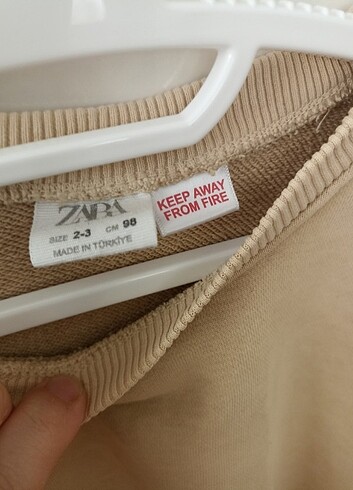 ZARA
SIZE 2-3 CM 98
MADE IN TÜRKİYE
KEEP AWAY
FROM FIRE